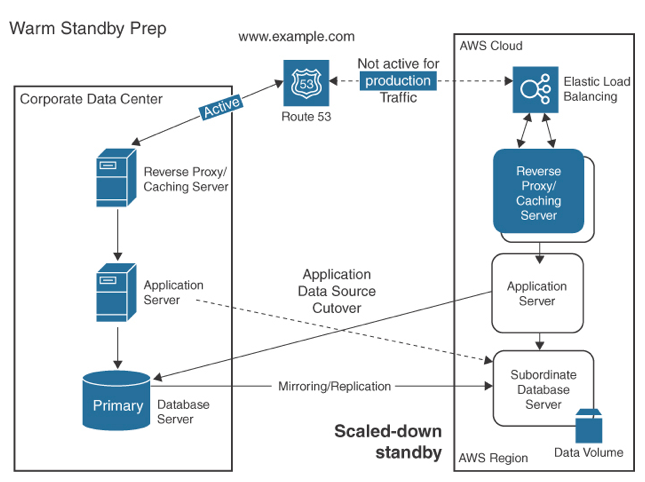 Warm Standby Prep
www.example.com
53
Route 53
Active
Not active for
production
Traffic
AWS Cloud
Elastic Load
Balancing
Corporate Data Center
Reverse Proxy/
Caching Server
Reverse
Proxy/
Caching
Server
Application
Server
Application
Data Source
Cutover
Application
Server
Primary
Database
Server
Mirroring/Replication
Subordinate
Database
Server
Scaled-down
standby
Data Volume
AWS Region